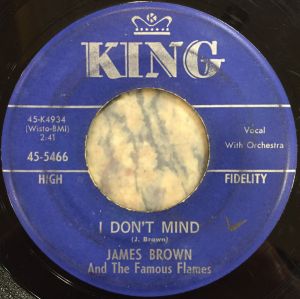 KING
45-K4934
(Wisto-BMI)
2:41
45-5466
Vocal
With Orchestra
HIGH
FIDELITY
I DON'T MIND
(J. Brown)
JAMES BROWN
And The Famous Flames